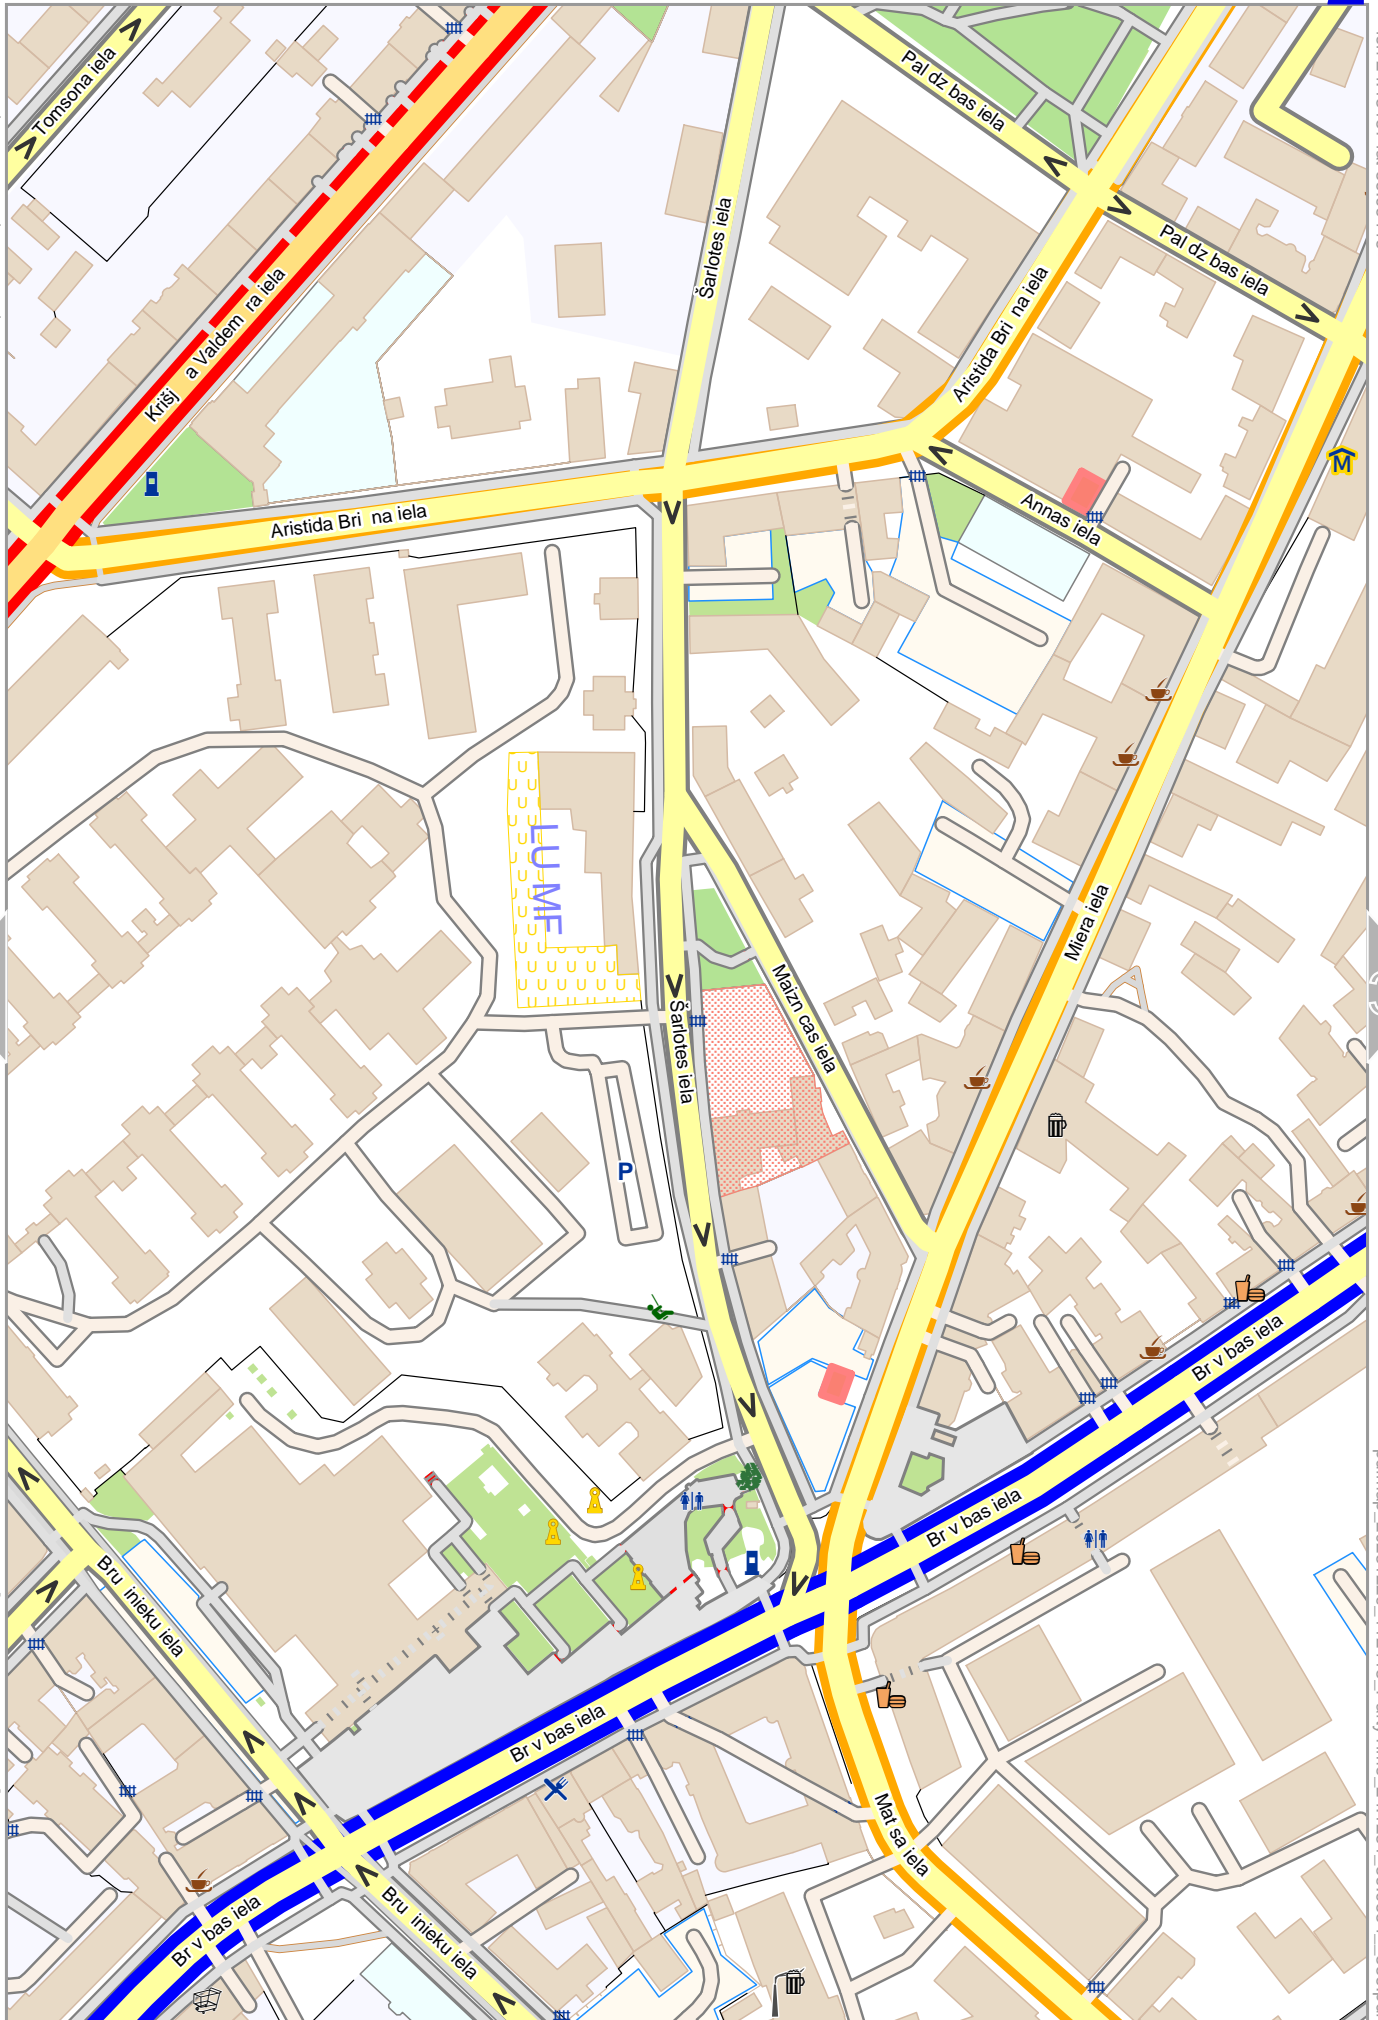 Tomsona iela
Pal dz bas iela
Šarlotes iela
Pal dz bas iela
Krišj a Valdem ra iela
Aristida Bri na iela
M
Annas iela
Aristida Bri na iela
LU MF
Miera iela
Maizn cas iela
Šarlotes iela
P
Br v bas iela
Br v bas iela
Bru inieku iela
Br v bas iela
Mat sa iela
Br v bas iela
Bru inieku iela